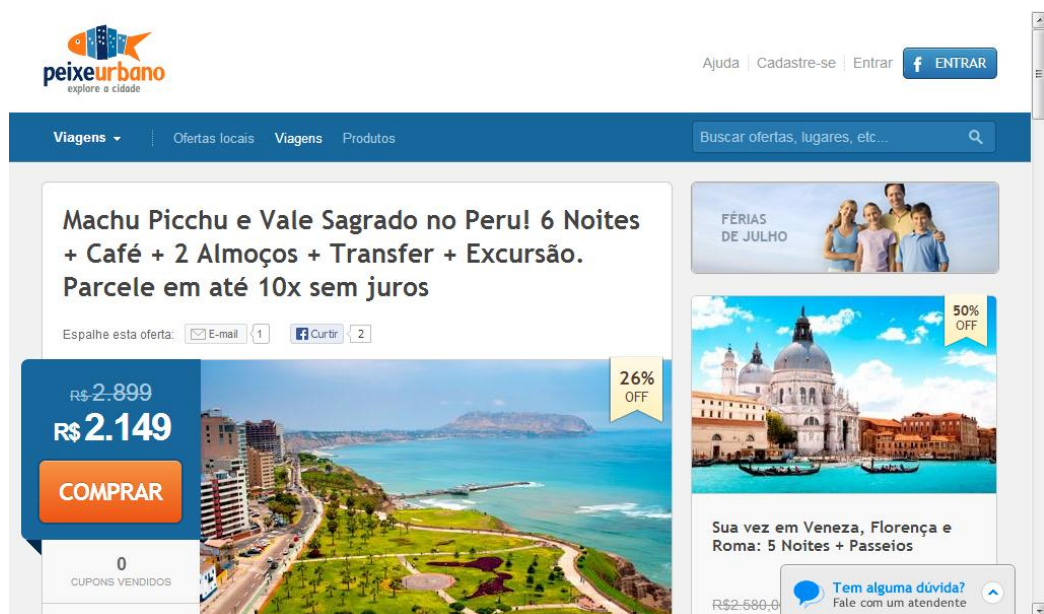 peixeurbano
explore a cidade
Ajuda
Cadastre-se
Entrar
f ENTRAR
Viagens
Ofertas locais
Viagens
Produtos
Buscar ofertas, lugares, etc...
Machu Picchu e Vale Sagrado no Peru! 6 Noites
+ Café + 2 Almoços + Transfer + Excursão.
Parcele em até 10x sem juros
Espalhe esta oferta:
E-mail
1
Curtir
2
26%
OFF
R$ 2.899
R$ 2.149
COMPRAR
0
CUPONS VENDIDOS
FÉRIAS
DE JULHO
50%
OFF
Sua vez em Veneza, Florença e
Roma: 5 Noites + Passeios
R$2.580,0
Tem alguma dúvida?
Fale com um atendente